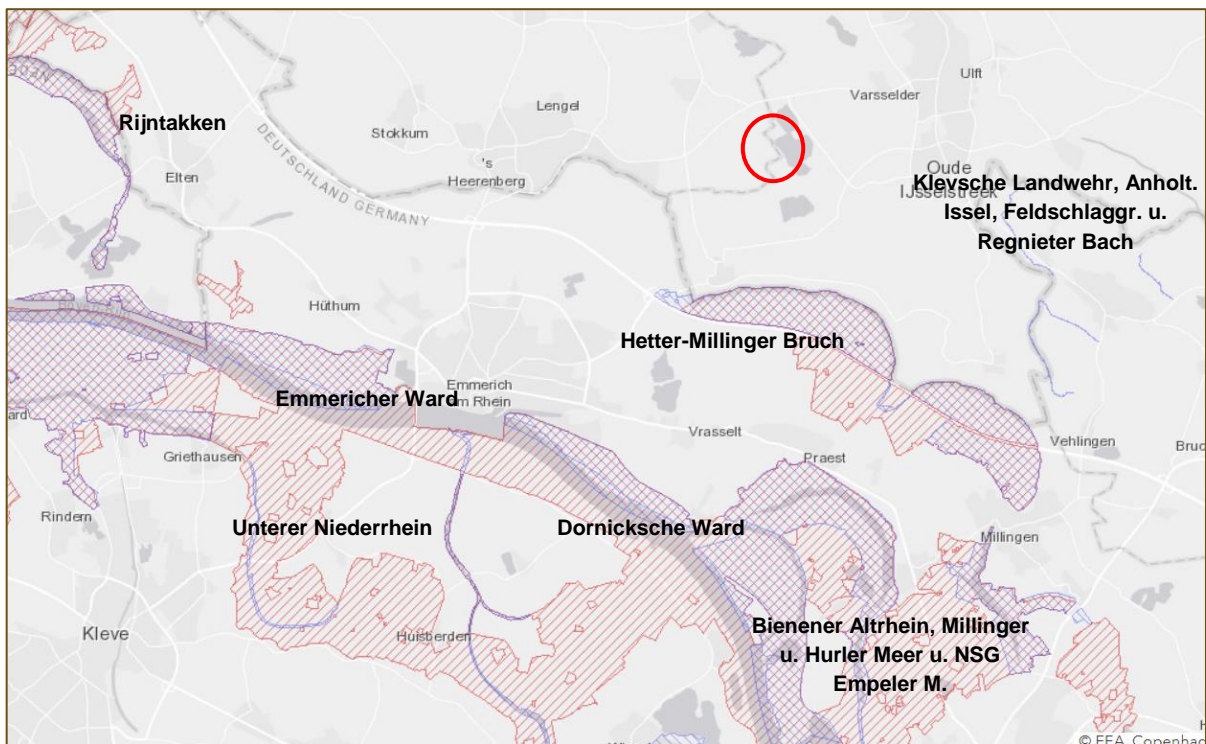 Ulft
Varsselder
Lengel
Rijntakken
Stokkum
's
Heerenberg
DEUTSCHLAND GERMANY
Elten
Oude
IJsselstreek
Klevsche Landwehr, Anholt.
Issel, Feldschlaggr. u.
Regnieter Bach
Hüthum
Hetter-Millinger Bruch
Emmerich
am Rhein
Emmericher Ward
Vrasselt
Vehlingen
Praest
Griethausen
Rindern
Unterer Niederrhein
Dornicksche Ward
Millingen
Kleve
Huisberden
Bienener Altrhein, Millinger
u. Hurler Meer u. NSG
Empeler M.
© EEA, Copenhag